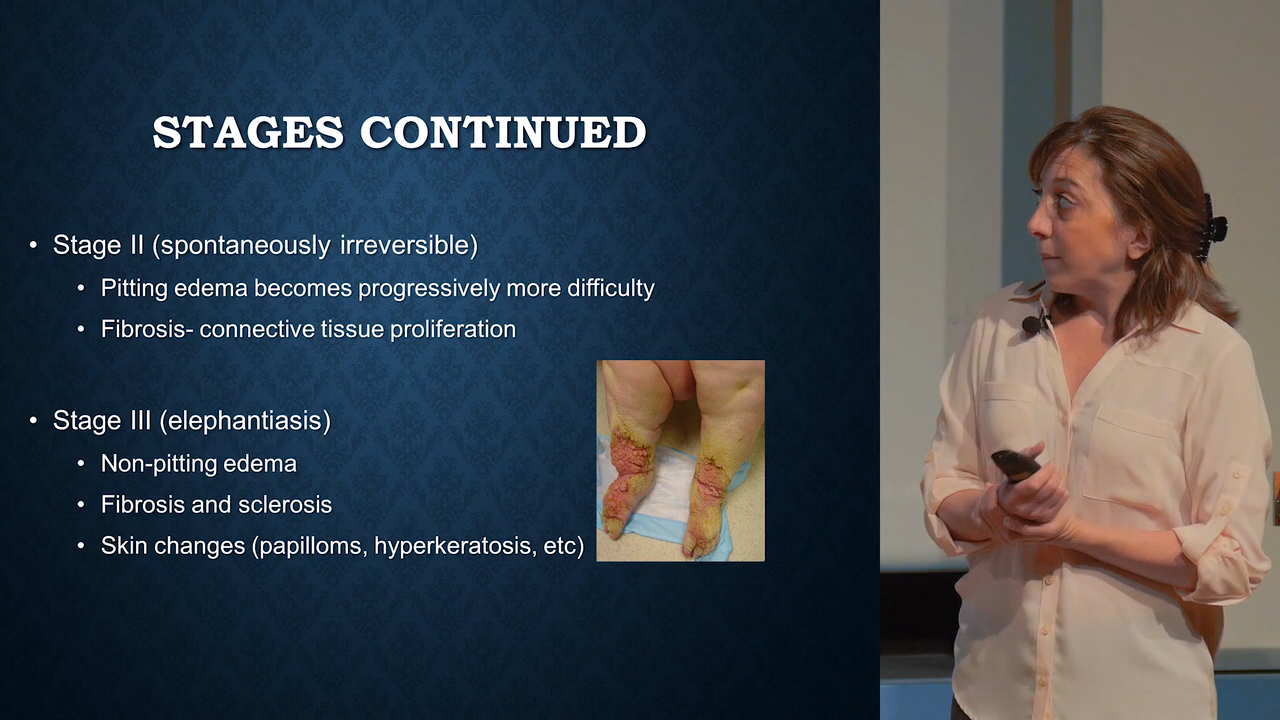 STAGES CONTINUED
• Stage II (spontaneously irreversible)
• Pitting edema becomes progressively more difficulty
• Fibrosis- connective tissue proliferation
• Stage III (elephantiasis)
• Non-pitting edema
• Fibrosis and sclerosis
• Skin changes (papilloms, hyperkeratosis, etc)